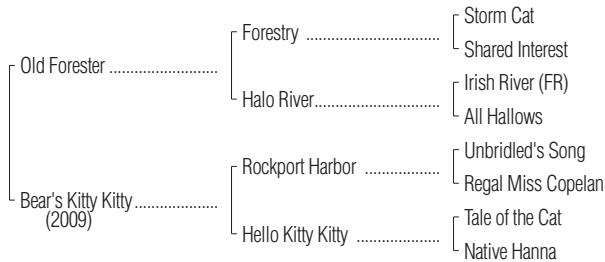 Storm Cat
Forestry
Shared Interest
Old Forester
Irish River (FR)
Halo River
All Hallows
Unbridled's Song
Rockport Harbor
Regal Miss Copelan
Bear's Kitty Kitty
(2009)
Tale of the Cat
Hello Kitty Kitty
Native Hanna